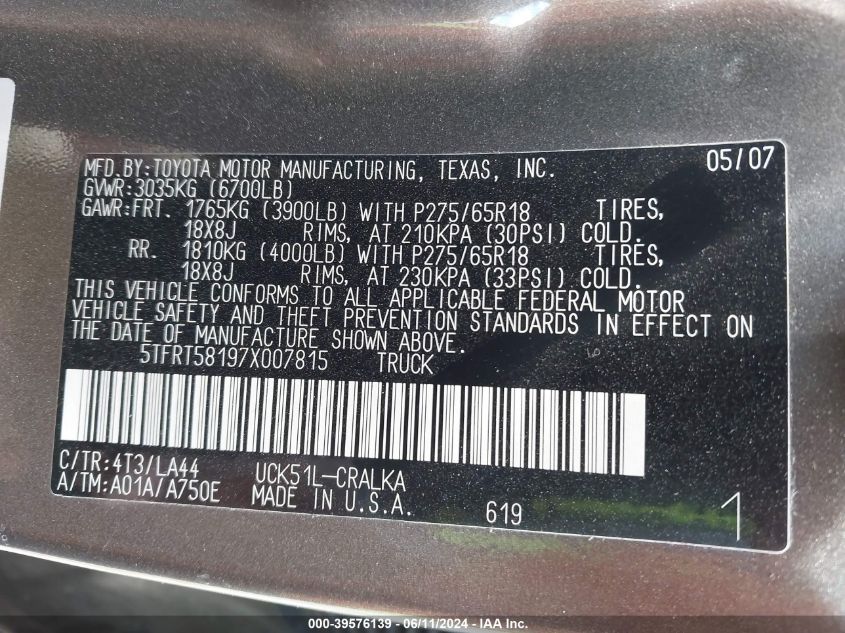 MFD.BY:TOYOTA MOTOR MANUFACTURING, TEXAS, INC. 05/07
GVWR:3035KG (6700LB)
GAWR:FRT. 1765KG (3900LB) WITH P275/65R18 TIRES,
18X8J RIMS, AT 210KPA (30PSI) COLD.
RR. 1810KG (4000LB) WITH P275/65R18 TIRES,
18X8J RIMS, AT 230KPA (33PSI) COLD.
THIS VEHICLE CONFORMS TO ALL APPLICABLE FEDERAL MOTOR
VEHICLE SAFETY AND THEFT PREVENTION STANDARDS IN EFFECT ON
THE DATE OF MANUFACTURE SHOWN ABOVE.
5TFRT58197X007815 TRUCK
C/TR:4T3/LA44 UCK51L-CRALKA
A/TM:A01A/A750E MADE IN U.S.A. 619 1
000-39576139 - 06/11/2024 - IAAI.com